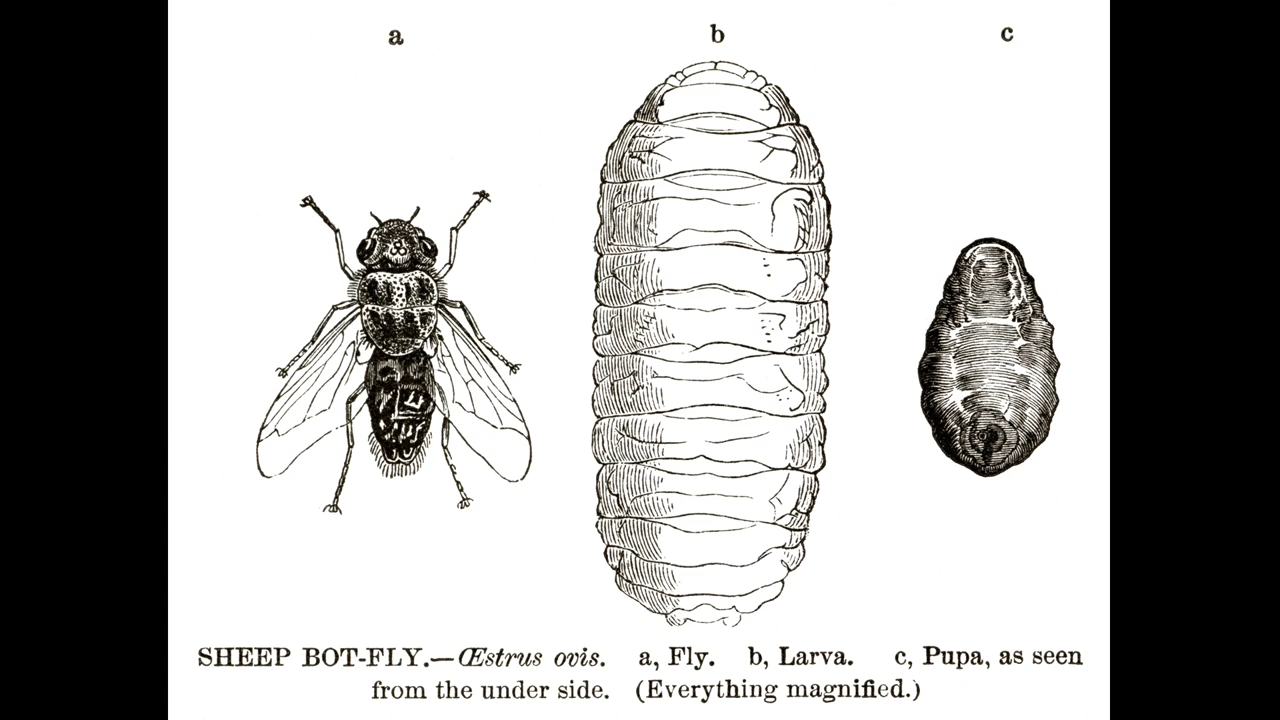 a b c
SHEEP BOT-FLY.—Œstrus ovis. a, Fly. b, Larva. c, Pupa, as seen
from the under side. (Everything magnified.)